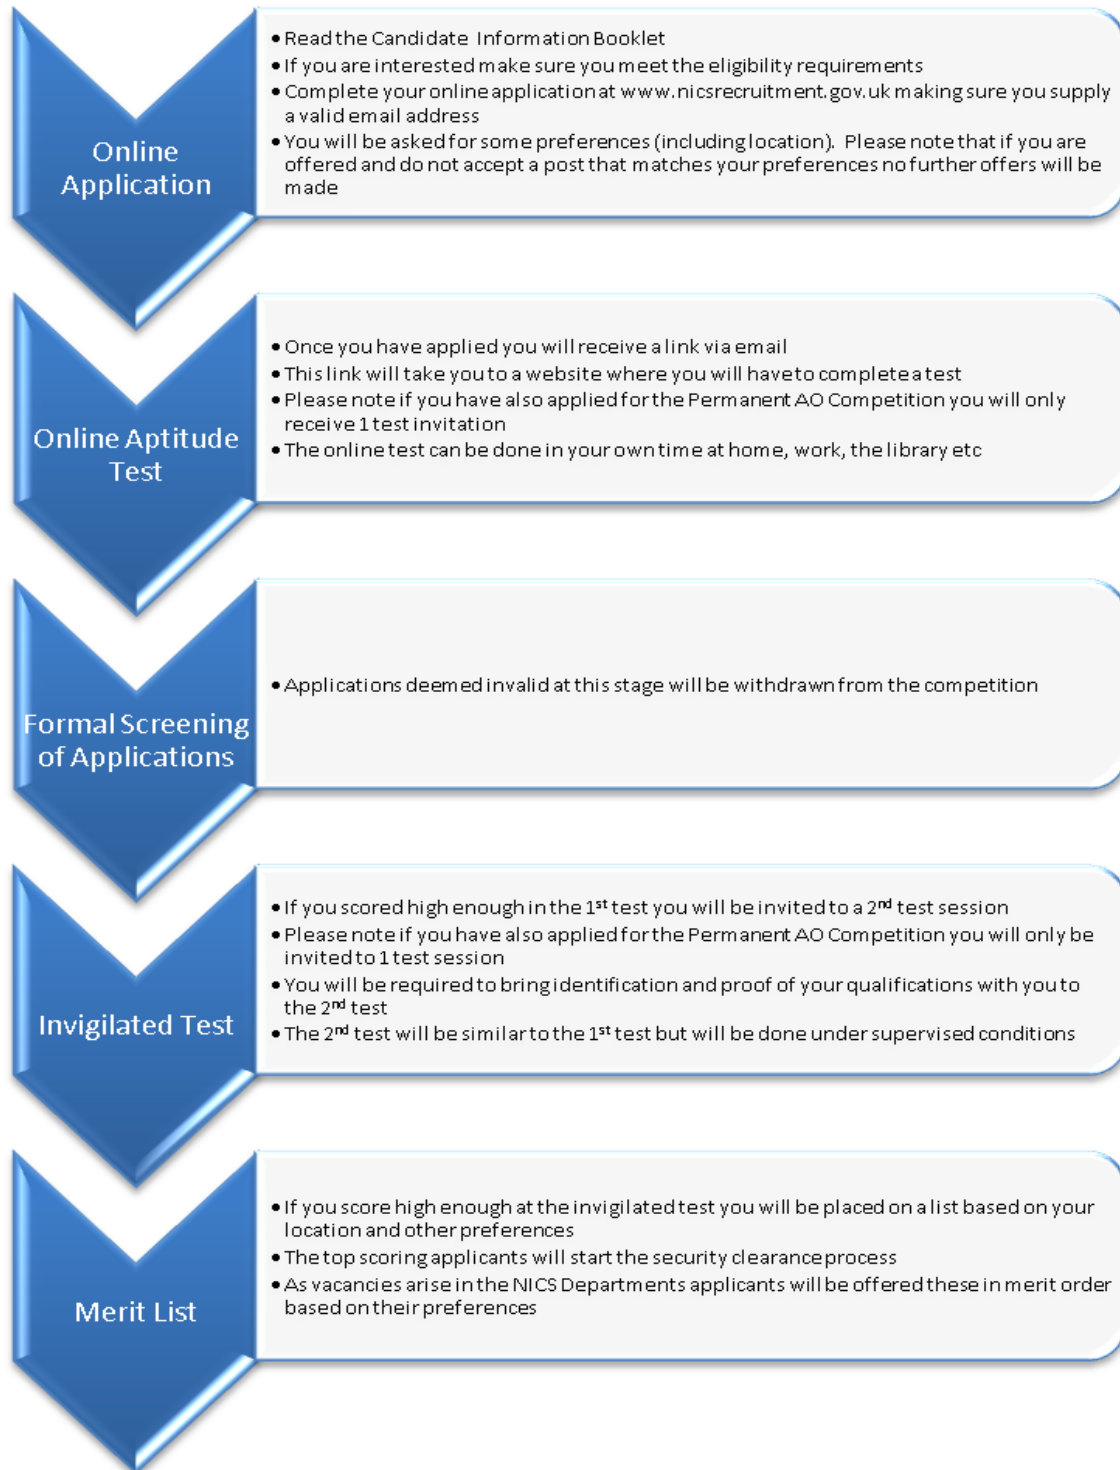 Online
Application
• Read the Candidate Information Booklet
• If you are interested make sure you meet the eligibility requirements
• Complete your online application at www.nicsrecruitment.gov.uk making sure you supply
a valid email address
• You will be asked for some preferences (including location). Please note that if you are
offered and do not accept a post that matches your preferences no further offers will be
made
Online Aptitude
Test
• Once you have applied you will receive a link via email
• This link will take you to a website where you will have to complete a test
• Please note if you have also applied for the Permanent AO Competition you will only
receive 1 test invitation
• The online test can be done in your own time at home, work, the library etc
Formal Screening
of Applications
• Applications deemed invalid at this stage will be withdrawn from the competition
Invigilated Test
• If you scored high enough in the 1st test you will be invited to a 2nd test session
• Please note if you have also applied for the Permanent AO Competition you will only be
invited to 1 test session
• You will be required to bring identification and proof of your qualifications with you to
the 2nd test
• The 2nd test will be similar to the 1st test but will be done under supervised conditions
Merit List
• If you score high enough at the invigilated test you will be placed on a list based on your
location and other preferences
• The top scoring applicants will start the security clearance process
• As vacancies arise in the NICS Departments applicants will be offered these in merit order
based on their preferences